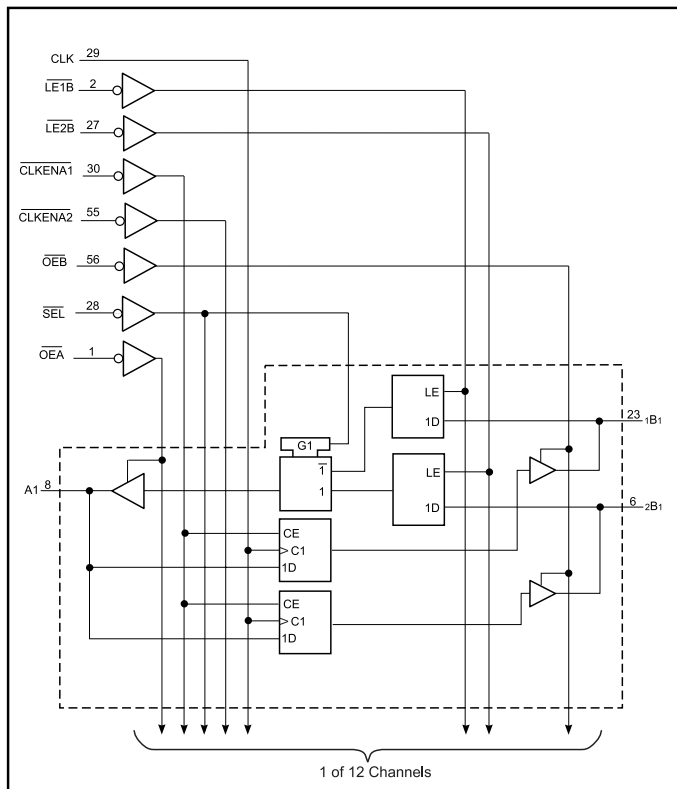 CLK 29
LE1B 2
LE2B 27
CLKENA1 30
CLKENA2 55
OEB 56
SEL 28
OEA 1
LE
1D
23 1B1
G1
1
1
LE
1D
6 2B1
A1 8
CE
C1
1D
CE
C1
1D
1 of 12 Channels